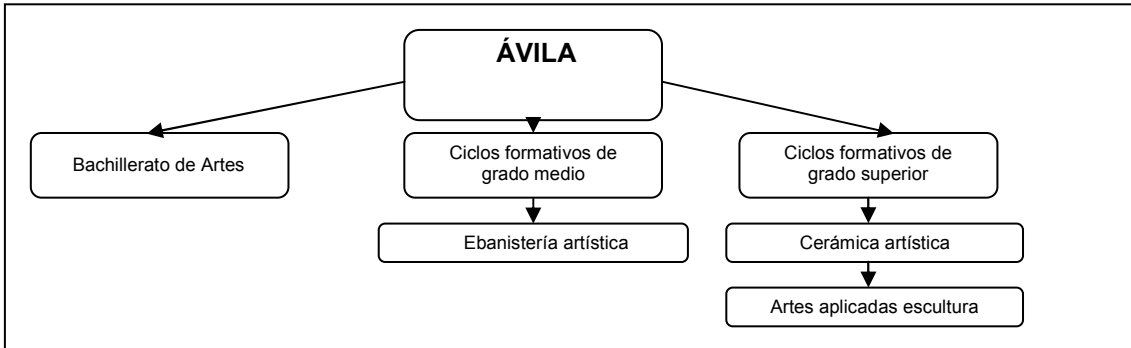 ÁVILA
Bachillerato de Artes
Ciclos formativos de
grado medio
Ciclos formativos de
grado superior
Ebanistería artística
Cerámica artística
Artes aplicadas escultura